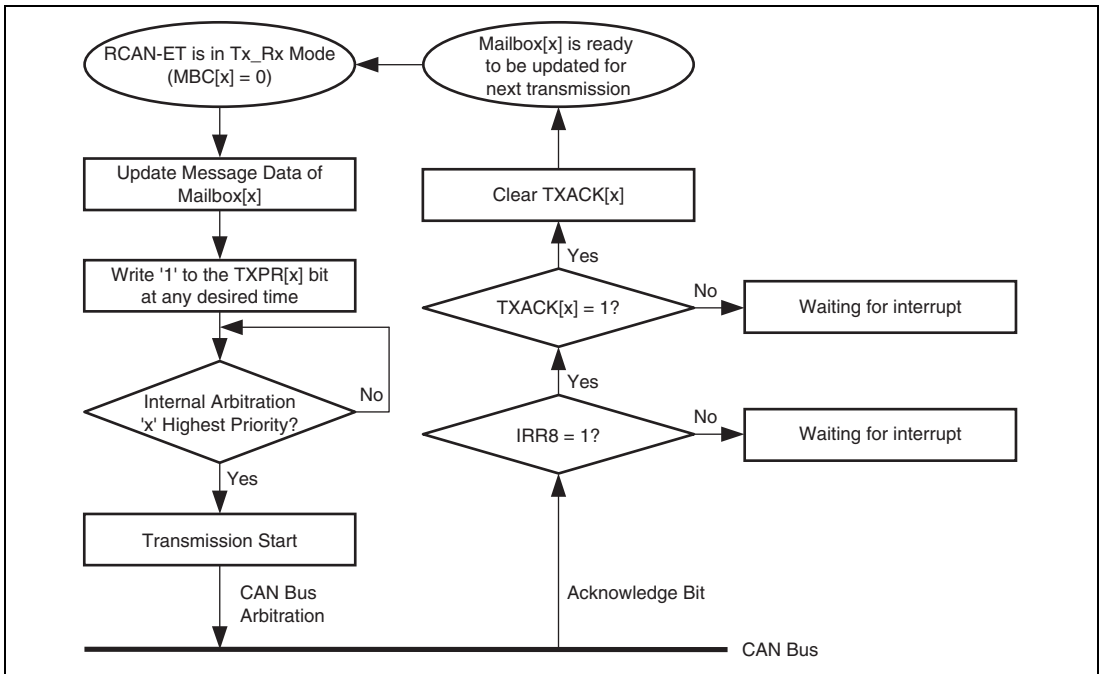 RCAN-ET is in Tx_Rx Mode
(MBC[x] = 0)
Update Message Data of
Mailbox[x]
Write '1' to the TXPR[x] bit
at any desired time
Internal Arbitration
'x' Highest Priority?
No
Yes
Transmission Start
CAN Bus
Arbitration
Mailbox[x] is ready
to be updated for
next transmission
Clear TXACK[x]
Yes
TXACK[x] = 1?
No
Waiting for interrupt
Yes
IRR8 = 1?
No
Waiting for interrupt
Acknowledge Bit
CAN Bus